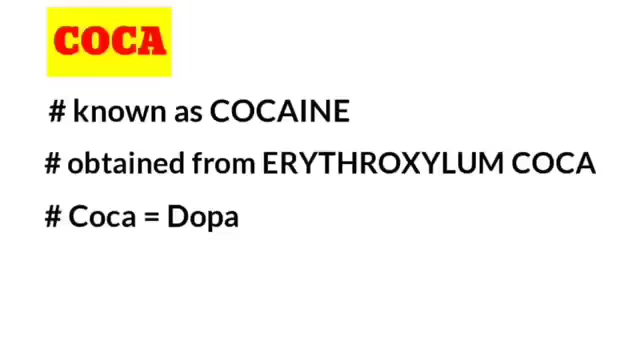 COCA
# known as COCAINE
# obtained from ERYTHROXYLUM COCA
# Coca = Dopa